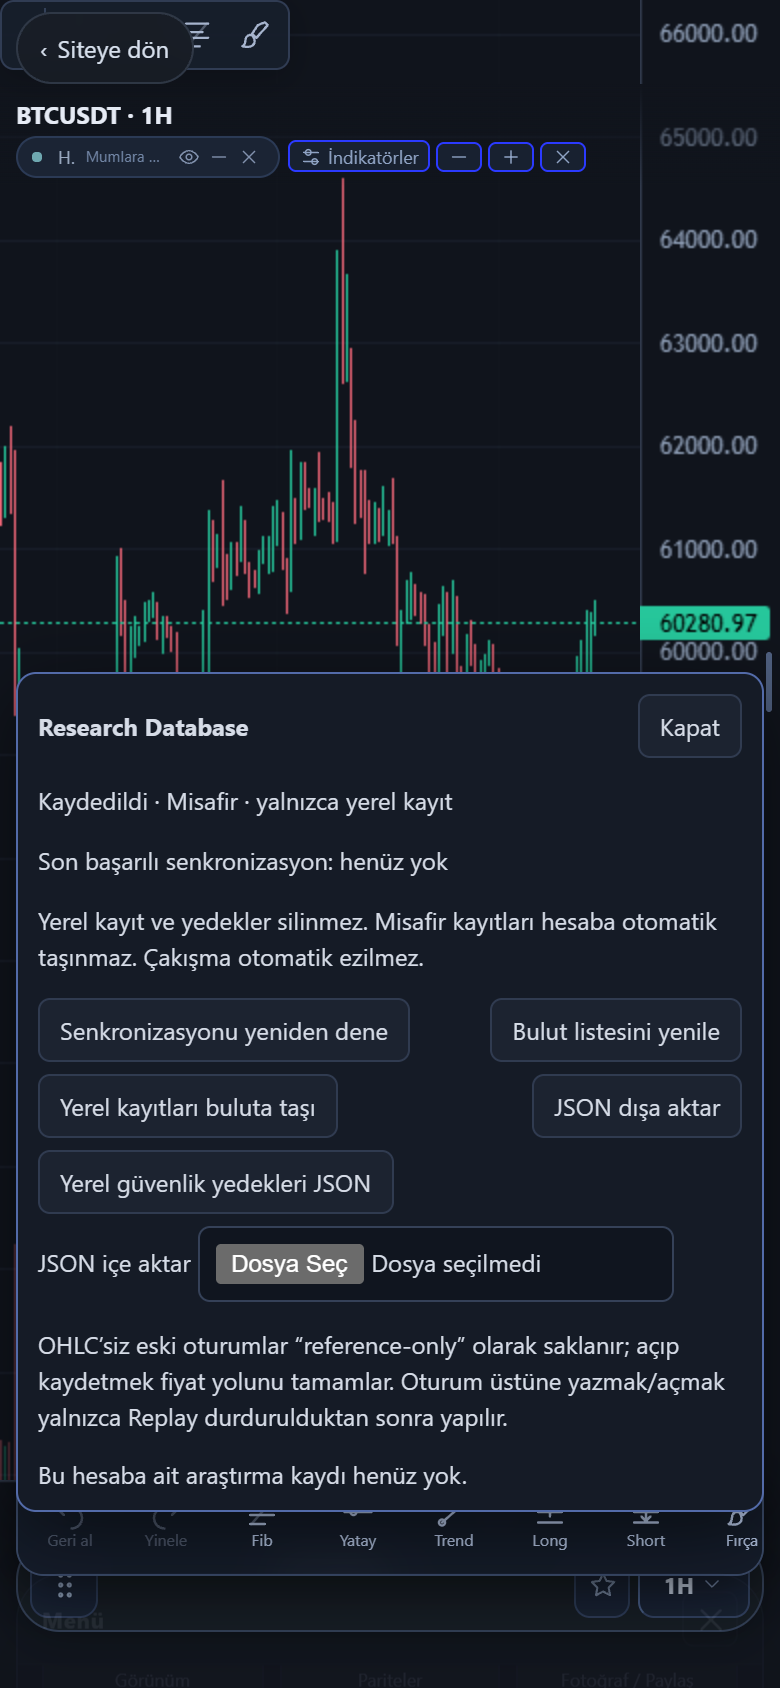 ‹ Siteye dön
66000.00
BTCUSDT · 1H
65000.00
H. Mumlara ...
İndikatörler
64000.00
63000.00
62000.00
61000.00
60280.97
60000.00
Research Database
Kapat
Kaydedildi · Misafir · yalnızca yerel kayıt
Son başarılı senkronizasyon: henüz yok
Yerel kayıt ve yedekler silinmez. Misafir kayıtları hesaba otomatik
taşınmaz. Çakışma otomatik ezilmez.
Senkronizasyonu yeniden dene
Bulut listesini yenile
Yerel kayıtları buluta taşı
JSON dışa aktar
Yerel güvenlik yedekleri JSON
JSON içe aktar
Dosya Seç Dosya seçilmedi
OHLC’siz eski oturumlar “reference-only” olarak saklanır; açıp
kaydetmek fiyat yolunu tamamlar. Oturum üstüne yazmak/açmak
yalnızca Replay durdurulduktan sonra yapılır.
Bu hesaba ait araştırma kaydı henüz yok.
Geri al
Yinele
Fib
Yatay
Trend
Long
Short
Fırça
1H
Menü
Görünüm
Pariteler
Fotoğraf / Paylaş